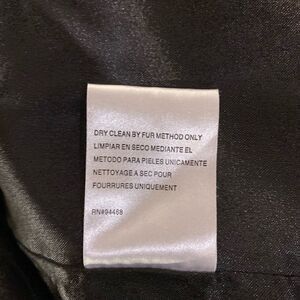 DRY CLEAN BY FUR METHOD ONLY
LIMPIAR EN SECO MEDIANTE EL
METODO PARA PIELES UNICAMENTE
NETTOYAGE A SEC POUR
FOURRURES UNIQUEMENT
RN#94468